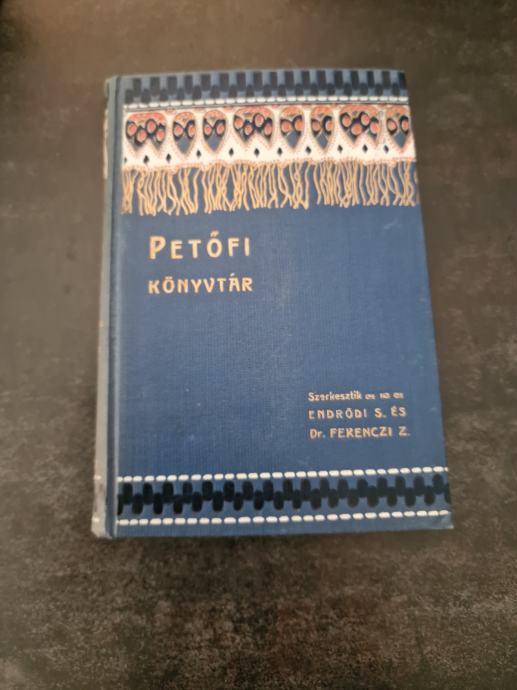 PETŐFI
KÖNYVTÁR
Szerkesztik
ENDRŐDI S. ÉS
Dr. FERENCZI Z.